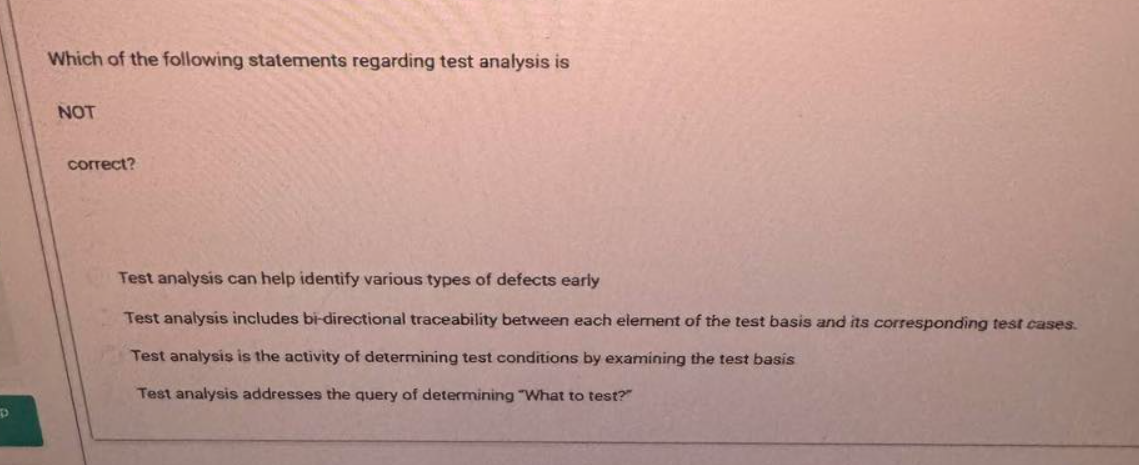 Which of the following statements regarding test analysis is
NOT
correct?
Test analysis can help identify various types of defects early
Test analysis includes bi-directional traceability between each element of the test basis and its corresponding test cases.
Test analysis is the activity of determining test conditions by examining the test basis
Test analysis addresses the query of determining "What to test?"
p